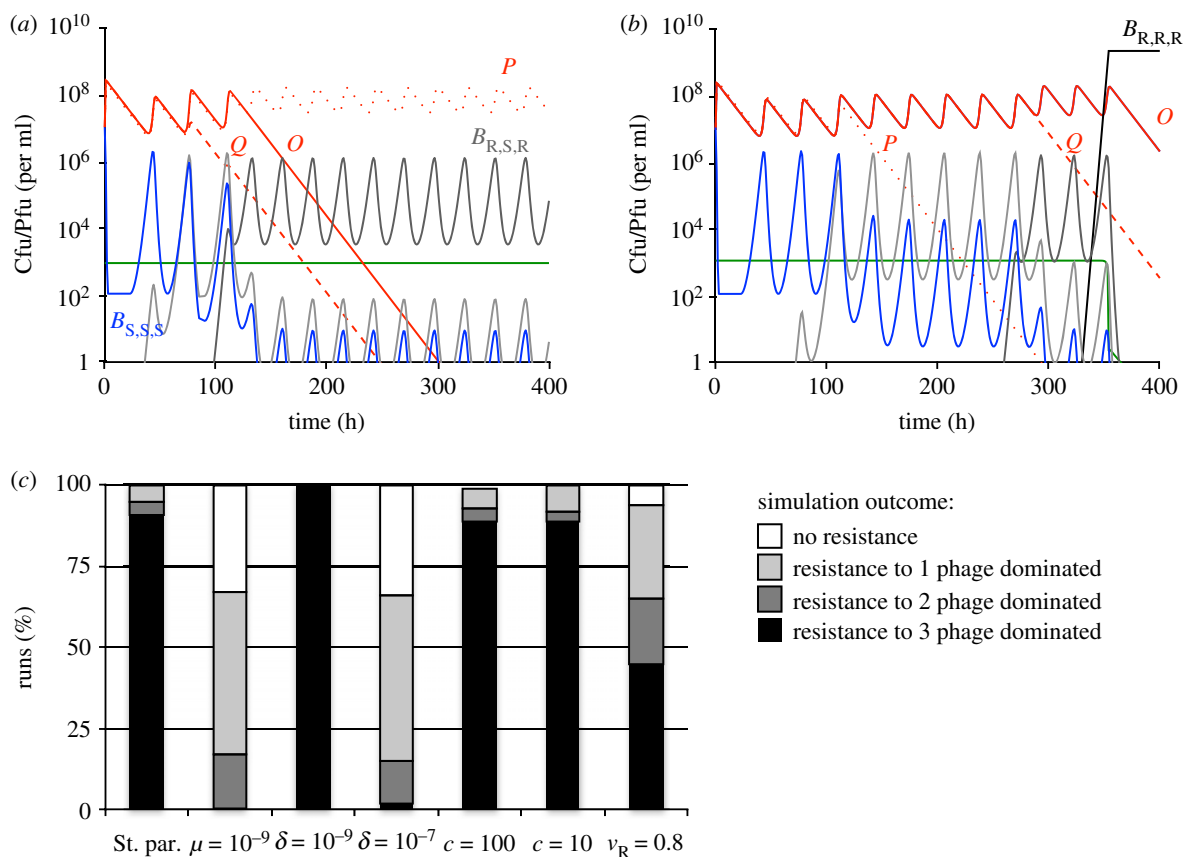 (a)
10^10
10^8
10^6
10^4
10^2
1
Cfu/Pfu (per ml)
P
Q
O
B_R,S,R
B_S,S,S
0
100
200
300
400
time (h)
(b)
10^10
10^8
10^6
10^4
10^2
1
Cfu/Pfu (per ml)
B_R,R,R
O
P
Q
0
100
200
300
400
time (h)
(c)
100
75
50
25
0
runs (%)
St. par.
μ = 10^–9
δ = 10^–9
δ = 10^–7
c = 100
c = 10
v_R = 0.8
simulation outcome:
no resistance
resistance to 1 phage dominated
resistance to 2 phage dominated
resistance to 3 phage dominated